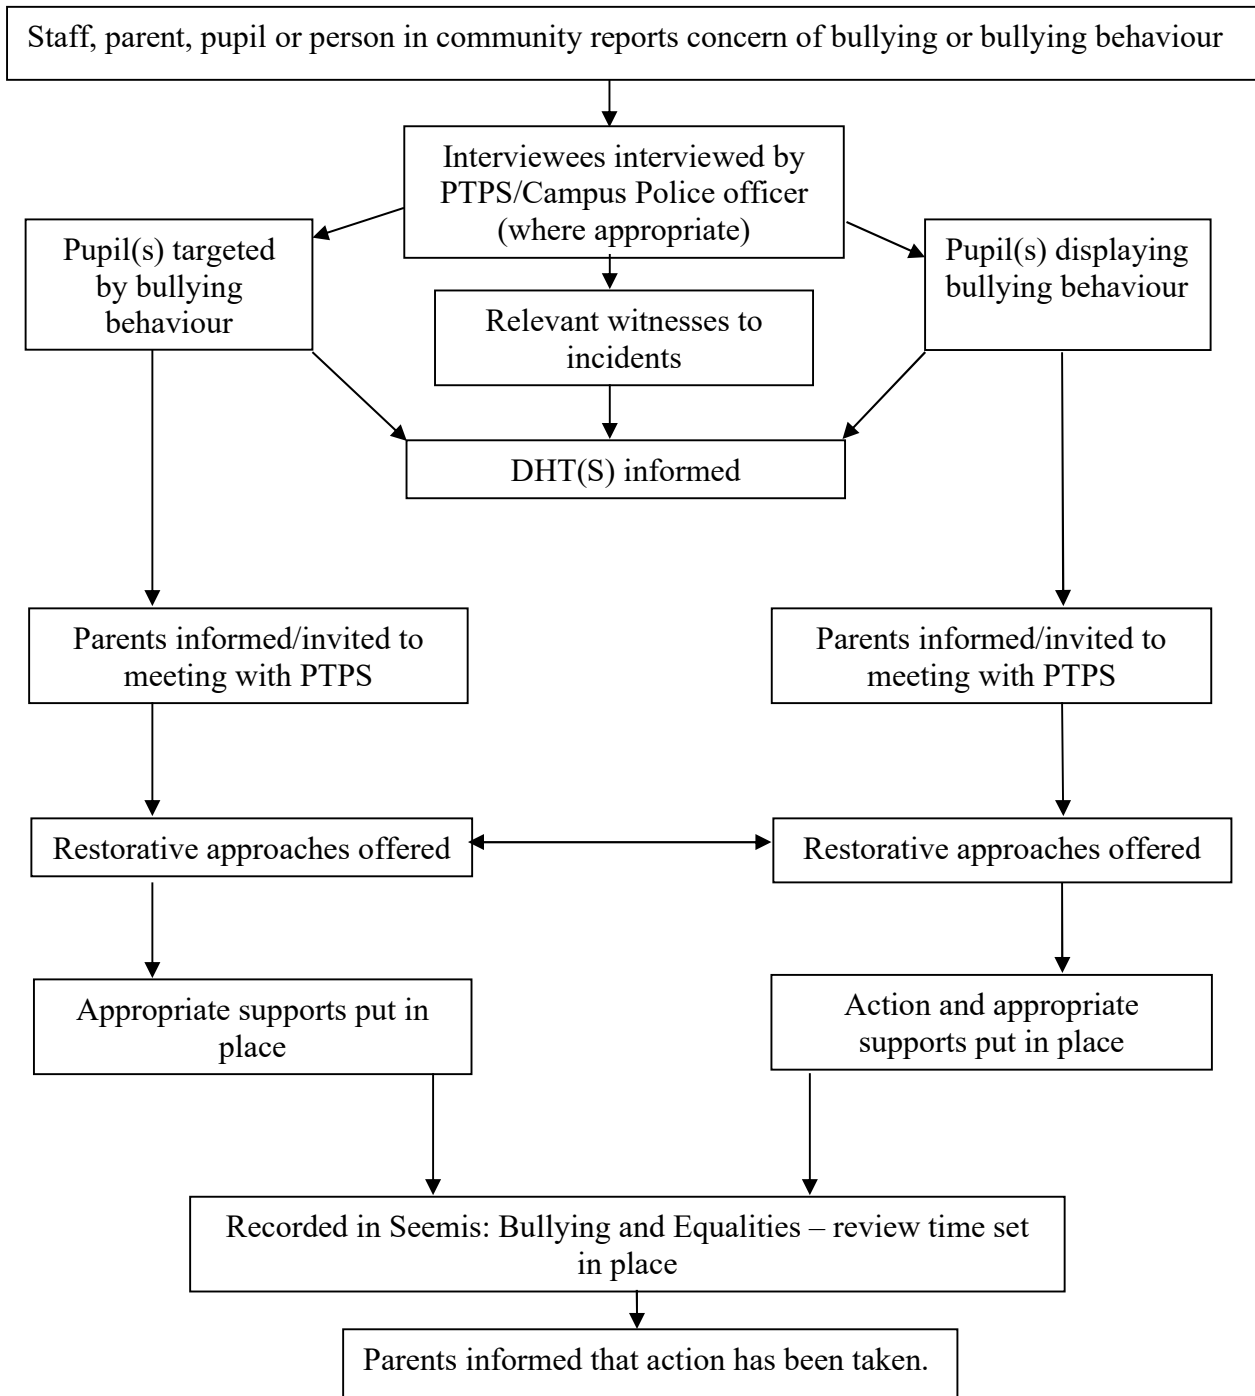 Staff, parent, pupil or person in community reports concern of bullying or bullying behaviour
Interviewees interviewed by
PTPS/Campus Police officer
(where appropriate)
Pupil(s) targeted
by bullying
behaviour
Relevant witnesses to
incidents
Pupil(s) displaying
bullying behaviour
DHT(S) informed
Parents informed/invited to
meeting with PTPS
Parents informed/invited to
meeting with PTPS
Restorative approaches offered
Restorative approaches offered
Appropriate supports put in
place
Action and appropriate
supports put in place
Recorded in Seemis: Bullying and Equalities – review time set
in place
Parents informed that action has been taken.